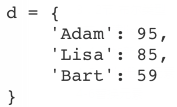 d = {
    'Adam': 95,
    'Lisa': 85,
    'Bart': 59
}